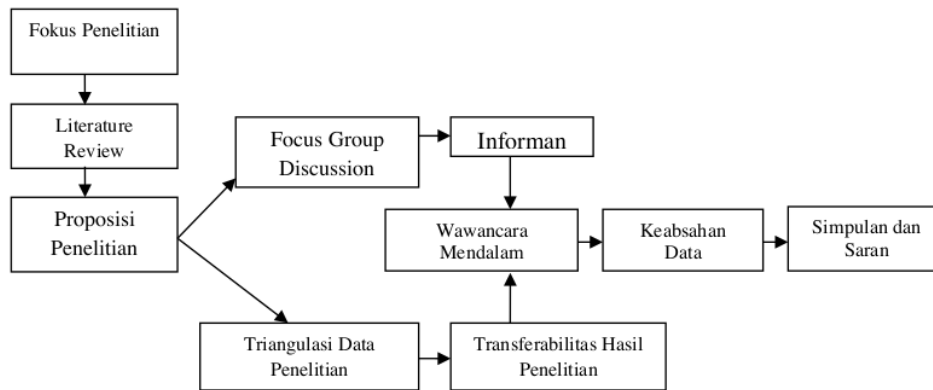 Fokus Penelitian
Literature
Review
Proposisi
Penelitian
Focus Group
Discussion
Informan
Wawancara
Mendalam
Keabsahan
Data
Simpulan dan
Saran
Triangulasi Data
Penelitian
Transferabilitas Hasil
Penelitian